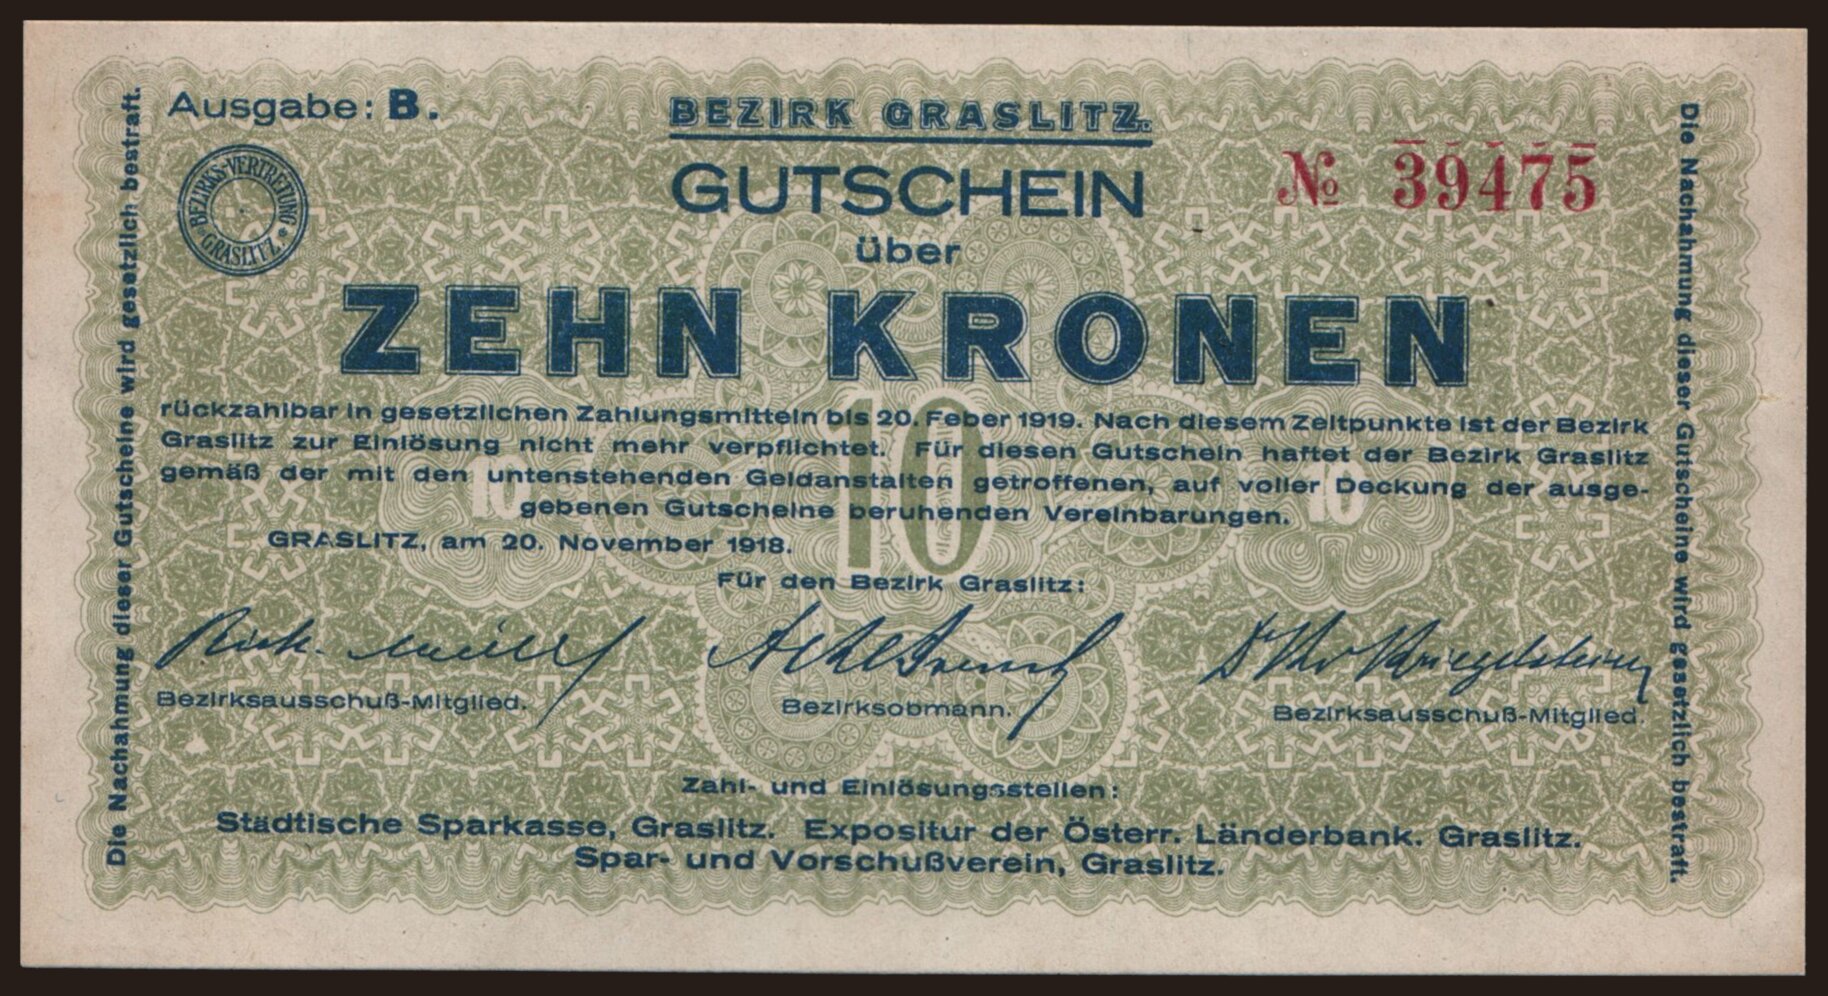 Ausgabe: B.
BEZIRK GRASLITZ.
BEZIRKS-VERTRETUNG * GRASLITZ *
GUTSCHEIN
№ 39475
über
ZEHN KRONEN
rückzahlbar in gesetzlichen Zahlungsmitteln bis 20. Feber 1919. Nach diesem Zeitpunkte ist der Bezirk
Graslitz zur Einlösung nicht mehr verpflichtet. Für diesen Gutschein haftet der Bezirk Graslitz
gemäß der mit den untenstehenden Geldanstalten getroffenen, auf voller Deckung der ausge-
gebenen Gutscheine beruhenden Vereinbarungen.
10 10 10
GRASLITZ, am 20. November 1918.
Für den Bezirk Graslitz:
Bezirksausschuß-Mitglied.
Bezirksobmann.
Bezirksausschuß-Mitglied.
Zahl- und Einlösungsstellen:
Städtische Sparkasse, Graslitz. Expositur der Österr. Länderbank. Graslitz.
Spar- und Vorschußverein, Graslitz.
Die Nachahmung dieser Gutscheine wird gesetzlich bestraft.
Die Nachahmung dieser Gutscheine wird gesetzlich bestraft.